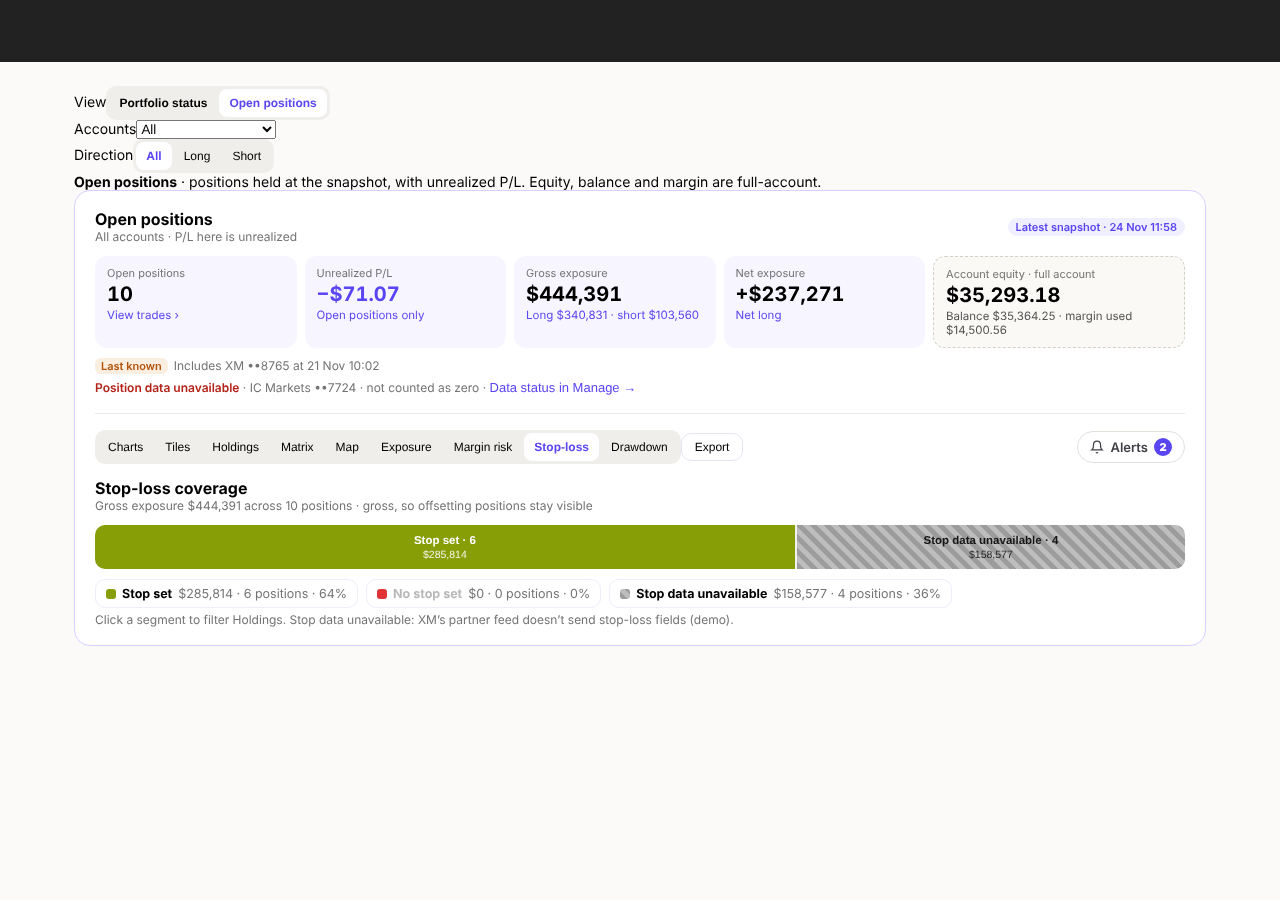 View Portfolio status Open positions
Accounts All
Direction All Long Short
Open positions · positions held at the snapshot, with unrealized P/L. Equity, balance and margin are full-account.
Open positions
All accounts · P/L here is unrealized
Latest snapshot · 24 Nov 11:58
Open positions
10
View trades ›
Unrealized P/L
−$71.07
Open positions only
Gross exposure
$444,391
Long $340,831 · short $103,560
Net exposure
+$237,271
Net long
Account equity · full account
$35,293.18
Balance $35,364.25 · margin used
$14,500.56
Last known Includes XM ••8765 at 21 Nov 10:02
Position data unavailable · IC Markets ••7724 · not counted as zero · Data status in Manage →
Charts Tiles Holdings Matrix Map Exposure Margin risk Stop-loss Drawdown Export Alerts 2
Stop-loss coverage
Gross exposure $444,391 across 10 positions · gross, so offsetting positions stay visible
Stop set · 6
$285,814
Stop data unavailable · 4
$158,577
Stop set $285,814 · 6 positions · 64%
No stop set $0 · 0 positions · 0%
Stop data unavailable $158,577 · 4 positions · 36%
Click a segment to filter Holdings. Stop data unavailable: XM’s partner feed doesn’t send stop-loss fields (demo).